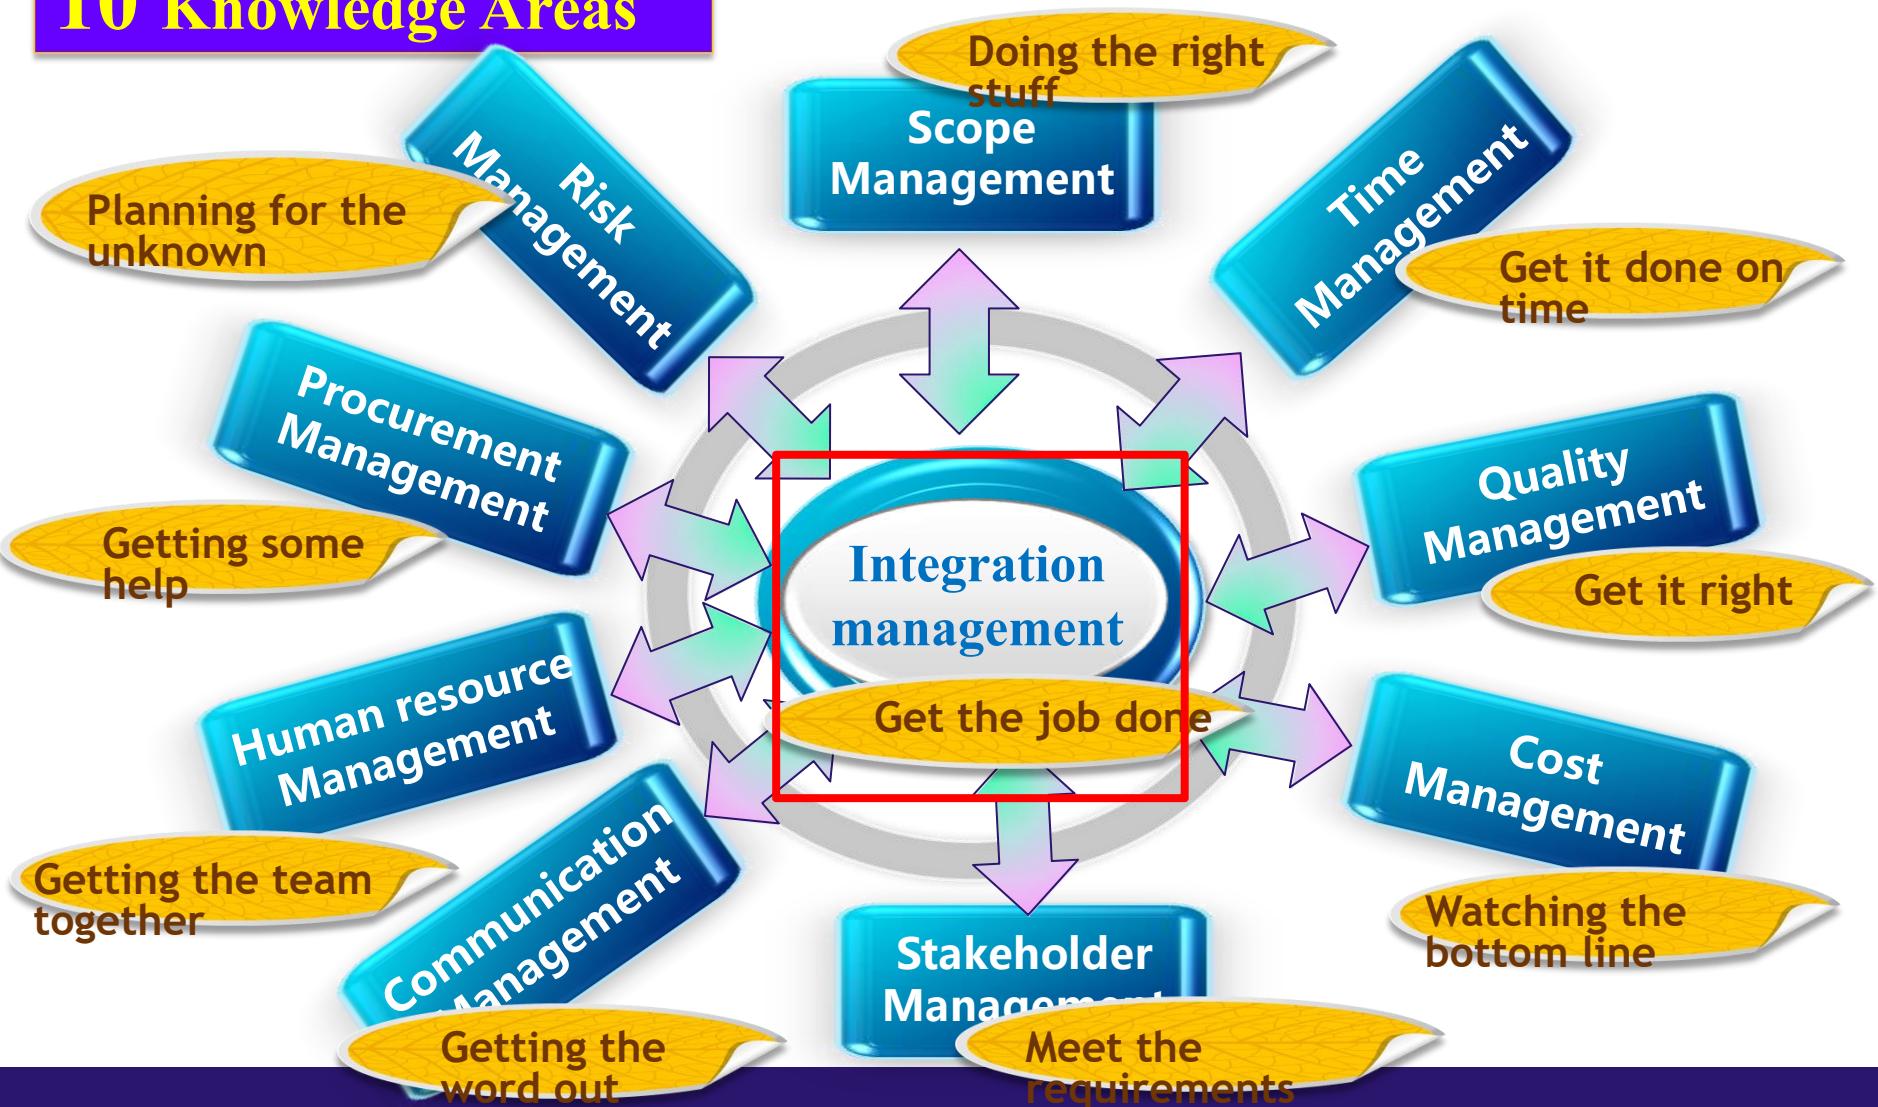 10 Knowledge Areas
Doing the right
stuff
Scope
Management
Time
Management
Get it done on
time
Risk
Management
Planning for the
unknown
Procurement
Management
Getting some
help
Quality
Management
Get it right
Integration
management
Get the job done
Human resource
Management
Getting the team
together
Cost
Management
Watching the
bottom line
Communication
Management
Getting the
word out
Stakeholder
Management
Meet the
requirements